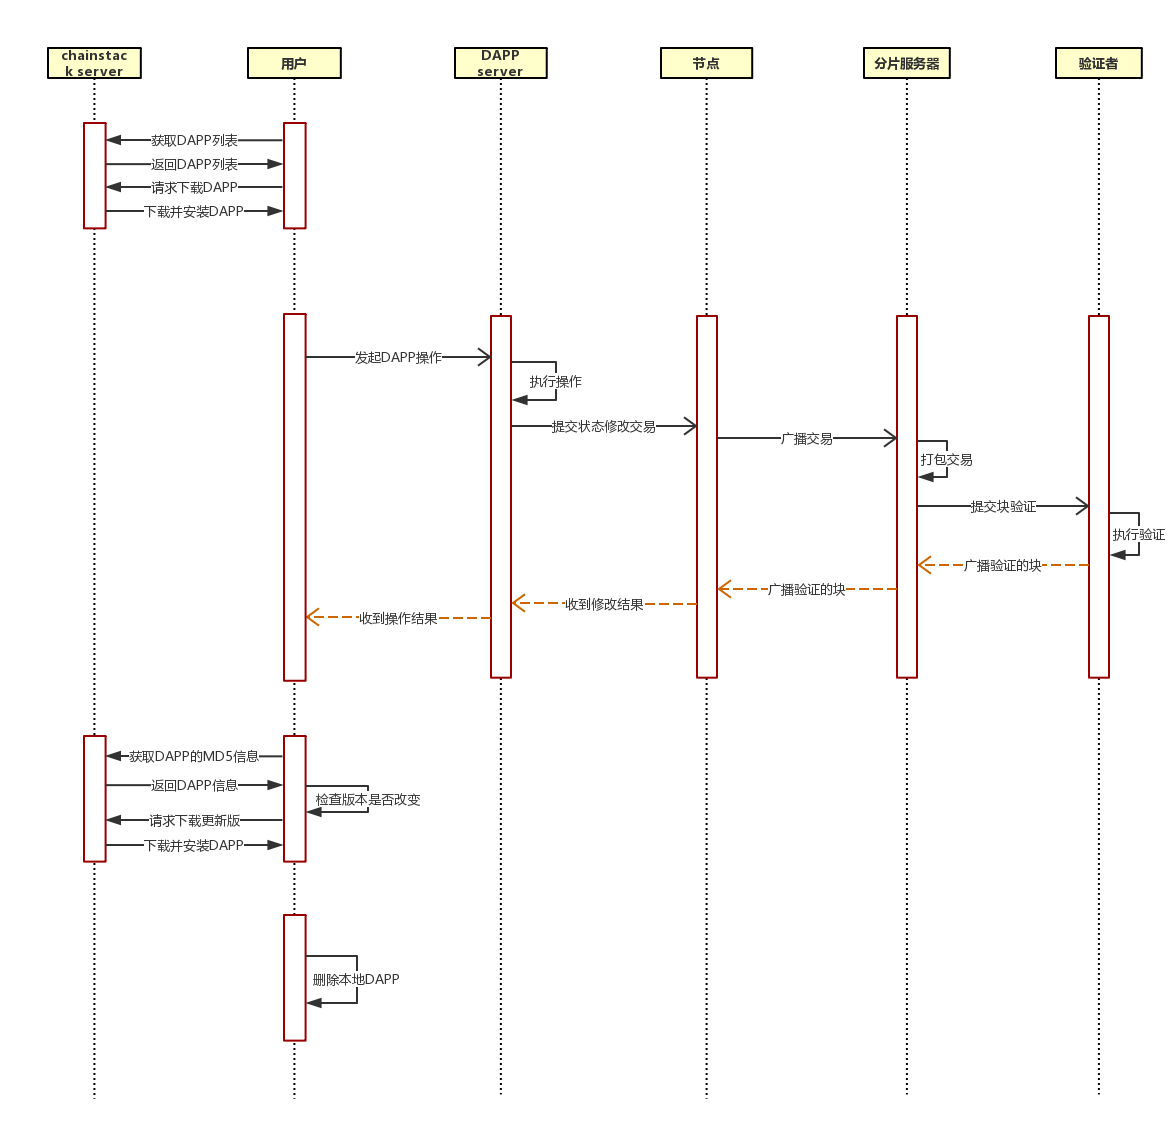 chainstac
k server
用户
DAPP
server
节点
分片服务器
验证者
获取DAPP列表
返回DAPP列表
请求下载DAPP
下载并安装DAPP
发起DAPP操作
执行操作
提交状态修改交易
广播交易
打包交易
提交块验证
执行验证
广播验证的块
广播验证的块
收到修改结果
收到操作结果
获取DAPP的MD5信息
返回DAPP信息
检查版本是否改变
请求下载更新版
下载并安装DAPP
删除本地DAPP